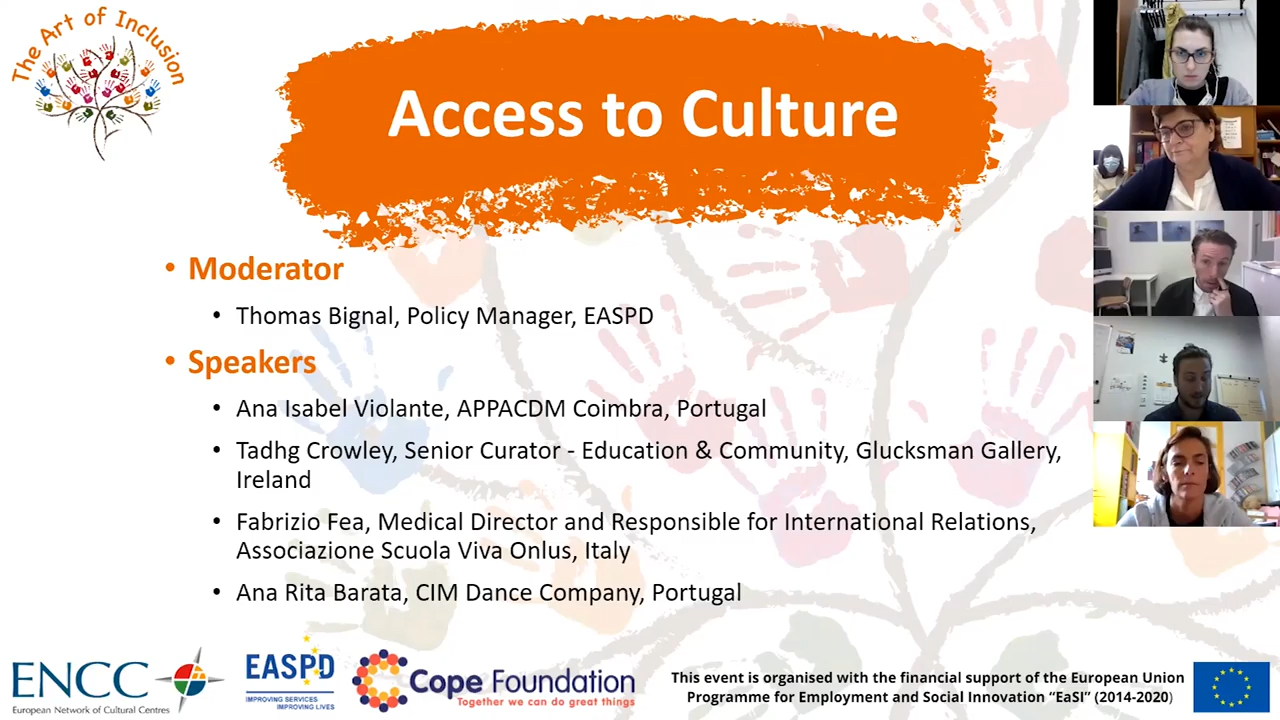 The Art of Inclusion
Access to Culture
• Moderator
• Thomas Bignal, Policy Manager, EASPD
• Speakers
• Ana Isabel Violante, APPACDM Coimbra, Portugal
• Tadhg Crowley, Senior Curator - Education & Community, Glucksman Gallery,
Ireland
• Fabrizio Fea, Medical Director and Responsible for International Relations,
Associazione Scuola Viva Onlus, Italy
• Ana Rita Barata, CIM Dance Company, Portugal
ENCC
European Network of Cultural Centres
EASPD
IMPROVING SERVICES
IMPROVING LIVES
Cope Foundation
Together we can do great things
This event is organised with the financial support of the European Union
Programme for Employment and Social Innovation “EaSI” (2014-2020)